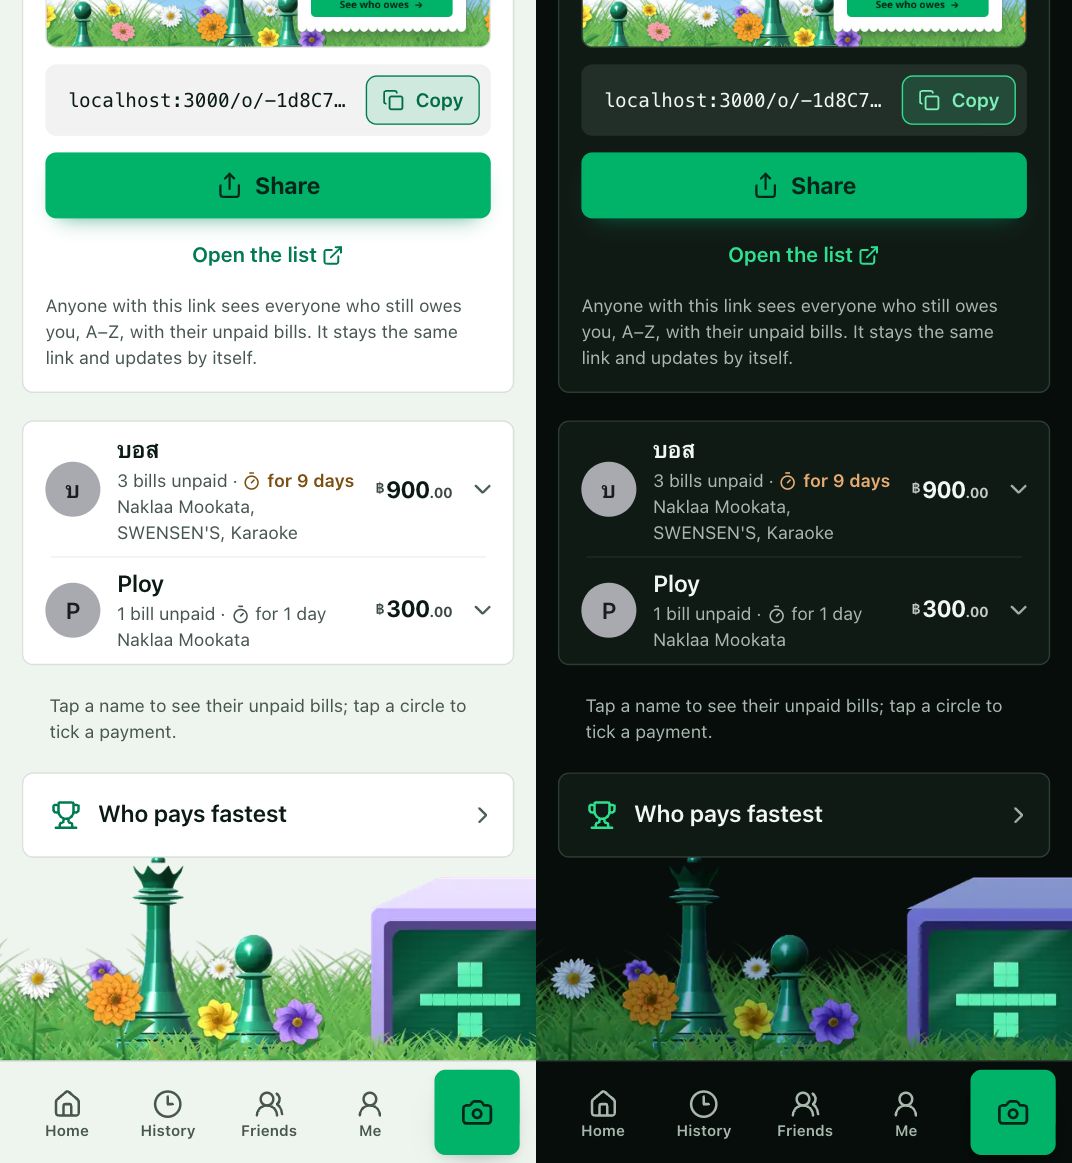 See who owes →
localhost:3000/o/-1d8C7…
Copy
Share
Open the list
Anyone with this link sees everyone who still owes
you, A–Z, with their unpaid bills. It stays the same
link and updates by itself.
บ
บอส
3 bills unpaid · for 9 days
Naklaa Mookata,
SWENSEN'S, Karaoke
฿900.00
P
Ploy
1 bill unpaid · for 1 day
Naklaa Mookata
฿300.00
Tap a name to see their unpaid bills; tap a circle to
tick a payment.
Who pays fastest
Home
History
Friends
Me
See who owes →
localhost:3000/o/-1d8C7…
Copy
Share
Open the list
Anyone with this link sees everyone who still owes
you, A–Z, with their unpaid bills. It stays the same
link and updates by itself.
บ
บอส
3 bills unpaid · for 9 days
Naklaa Mookata,
SWENSEN'S, Karaoke
฿900.00
P
Ploy
1 bill unpaid · for 1 day
Naklaa Mookata
฿300.00
Tap a name to see their unpaid bills; tap a circle to
tick a payment.
Who pays fastest
Home
History
Friends
Me